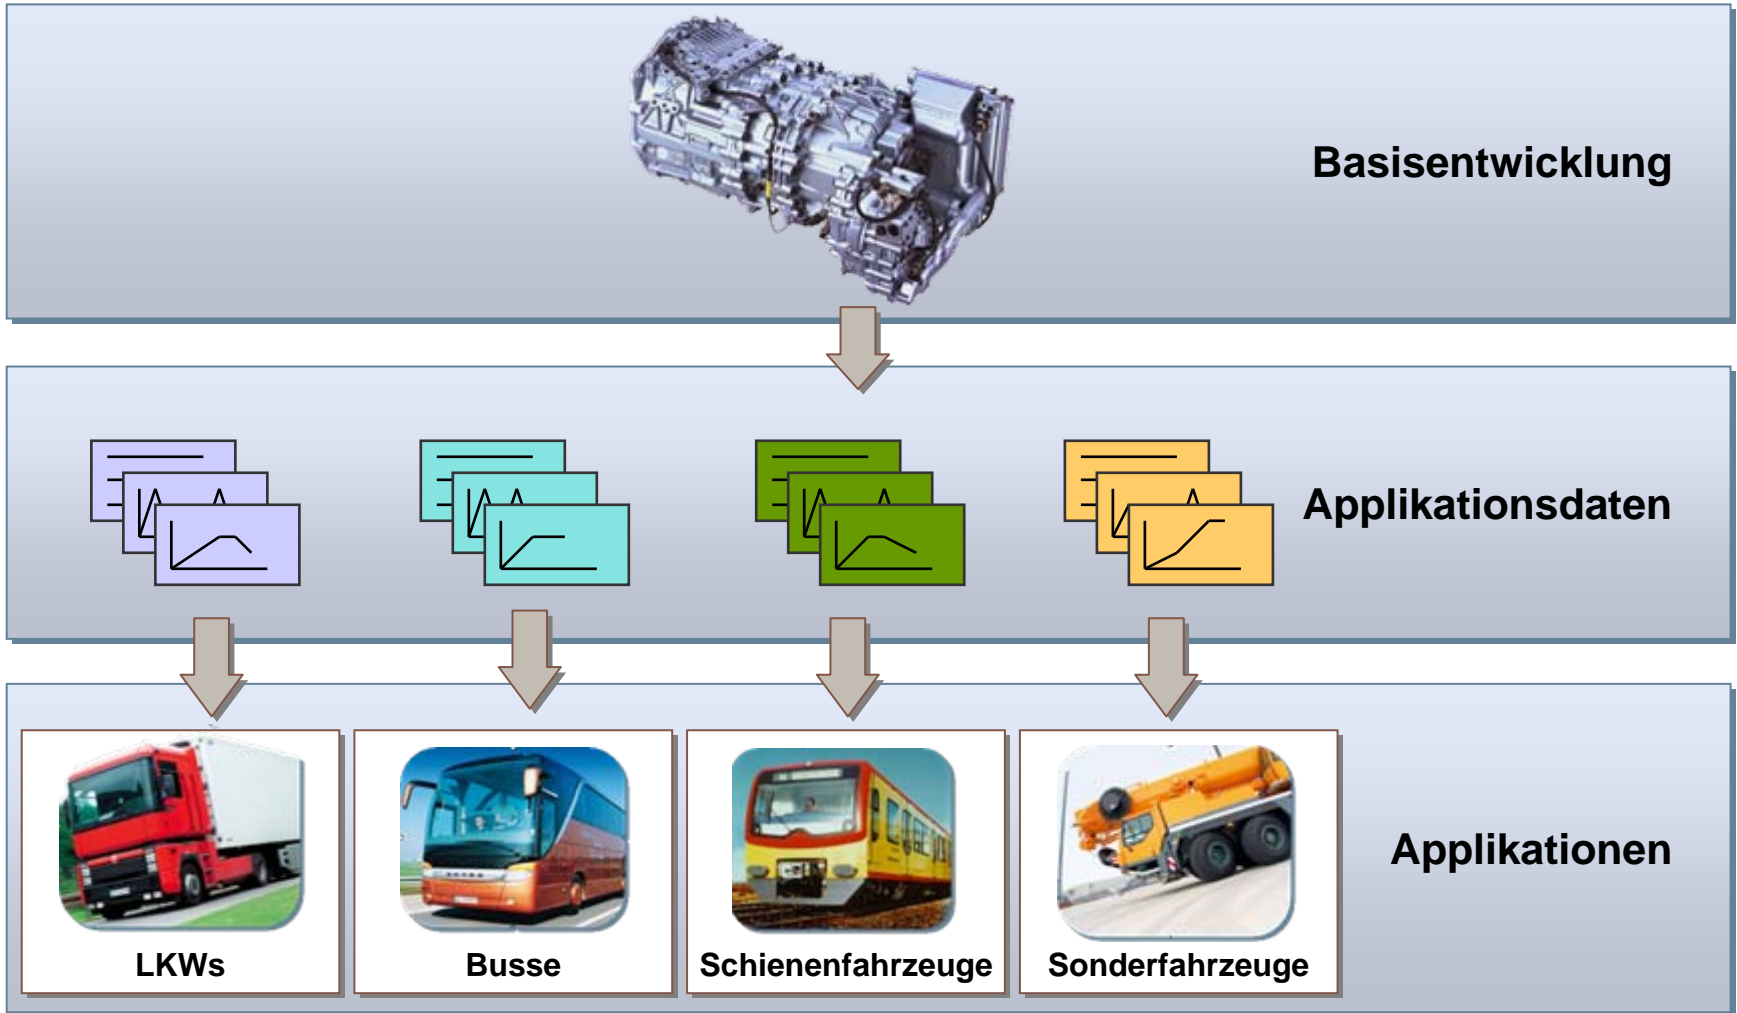 Basisentwicklung
Applikationsdaten
Applikationen
LKWs
Busse
Schienenfahrzeuge
Sonderfahrzeuge